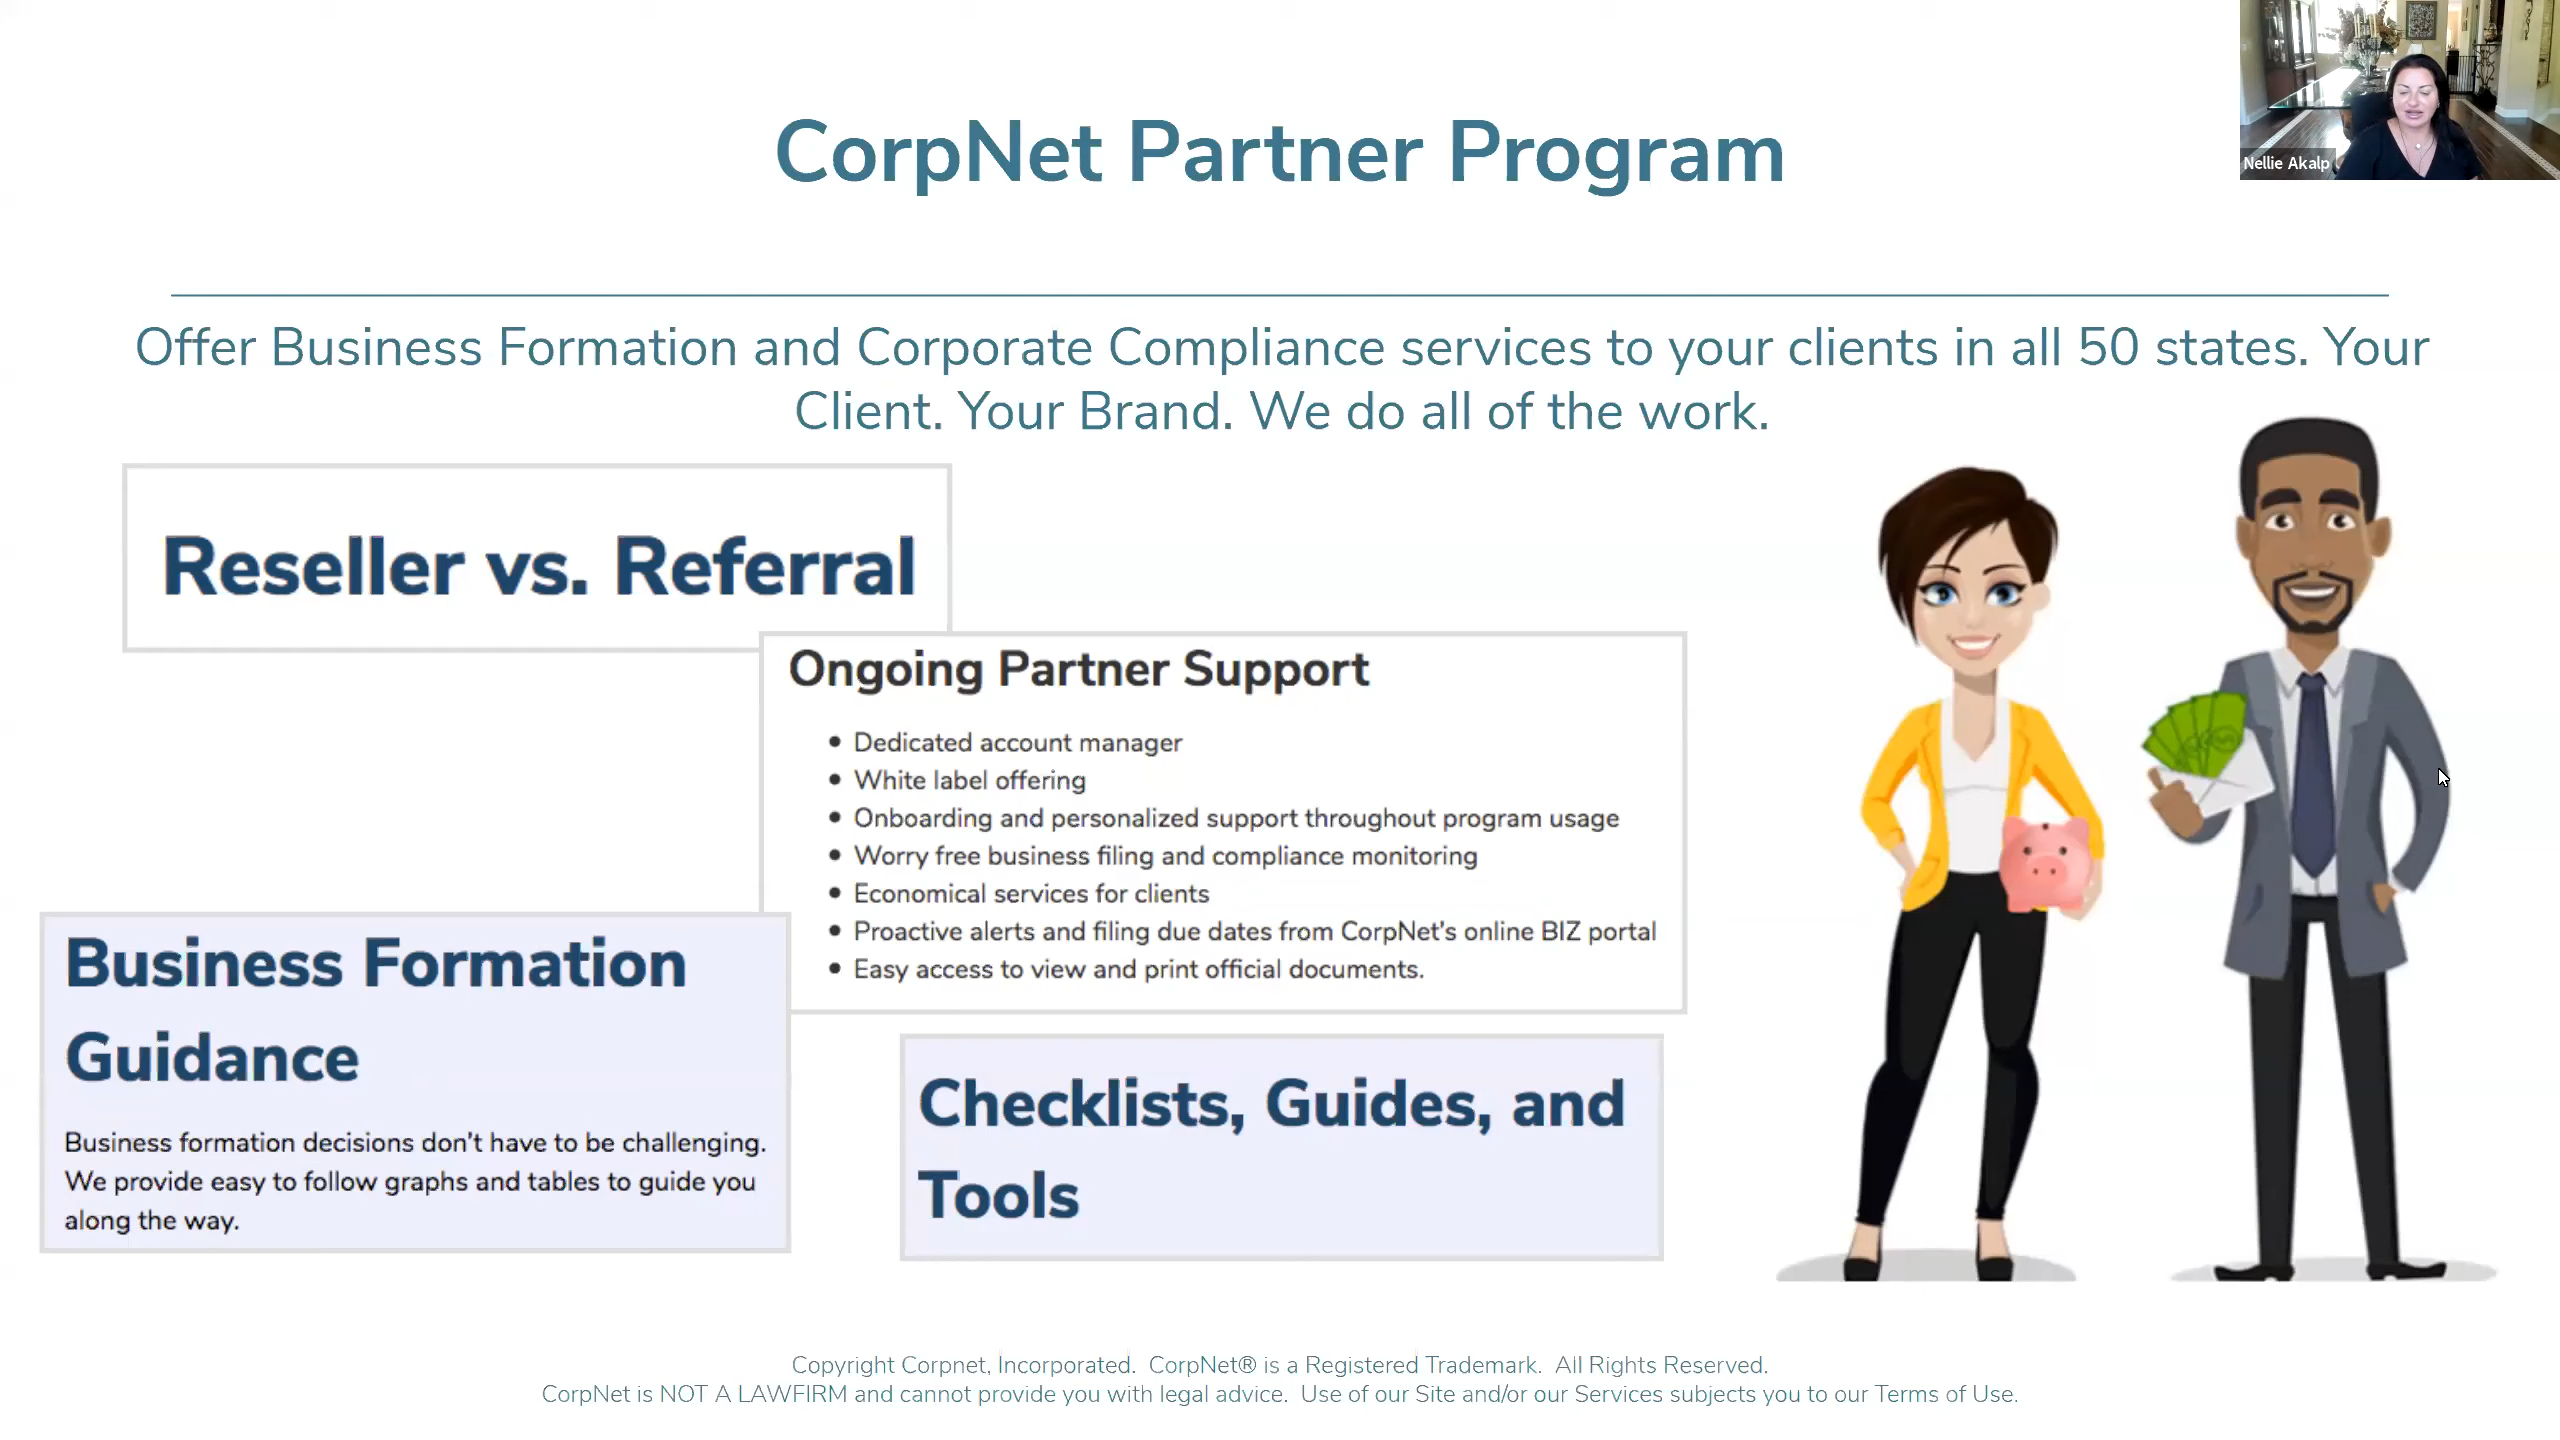 CorpNet Partner Program
Nellie Akalp
Offer Business Formation and Corporate Compliance services to your clients in all 50 states. Your
Client. Your Brand. We do all of the work.
Reseller vs. Referral
Ongoing Partner Support
• Dedicated account manager
• White label offering
• Onboarding and personalized support throughout program usage
• Worry free business filing and compliance monitoring
• Economical services for clients
• Proactive alerts and filing due dates from CorpNet's online BIZ portal
• Easy access to view and print official documents.
Business Formation
Guidance
Business formation decisions don't have to be challenging.
We provide easy to follow graphs and tables to guide you
along the way.
Checklists, Guides, and
Tools
Copyright Corpnet, Incorporated. CorpNet® is a Registered Trademark. All Rights Reserved.
CorpNet is NOT A LAWFIRM and cannot provide you with legal advice. Use of our Site and/or our Services subjects you to our Terms of Use.